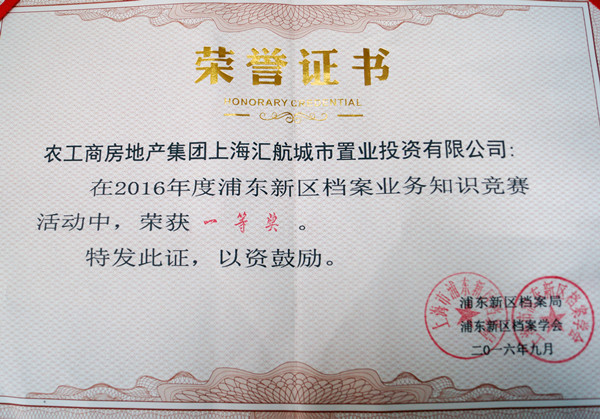 荣誉证书
HONORARY CREDENTIAL
农工商房地产集团上海汇航城市置业投资有限公司:
在2016年度浦东新区档案业务知识竞赛
活动中，荣获 一等奖 。
特发此证，以资鼓励。
浦东新区档案局
浦东新区档案学会
二○一六年九月